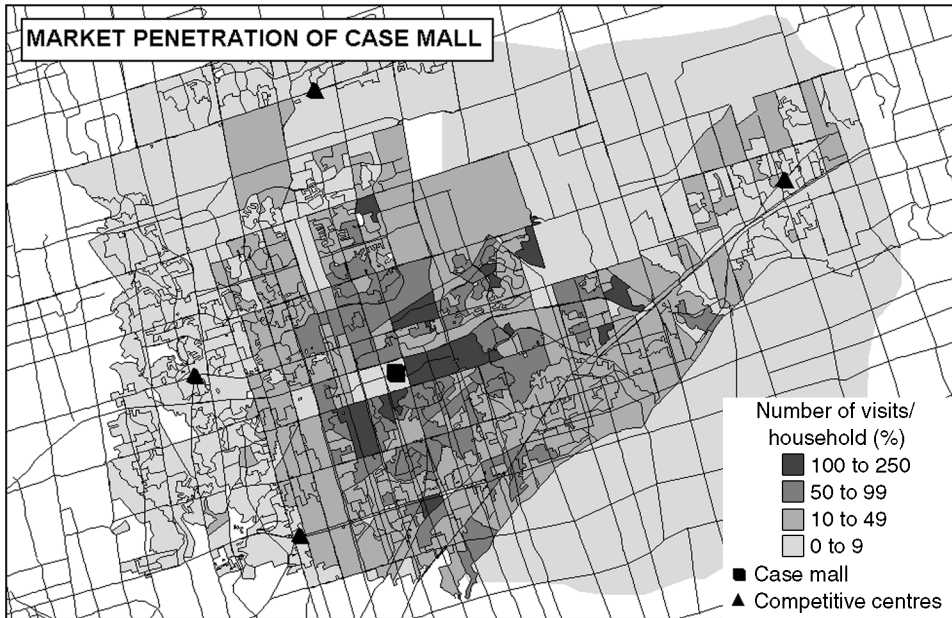 MARKET PENETRATION OF CASE MALL
Number of visits/
household (%)
100 to 250
50 to 99
10 to 49
0 to 9
Case mall
Competitive centres